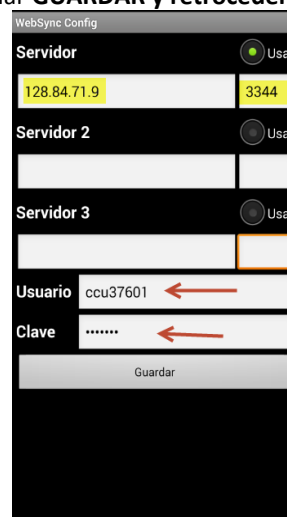 GUARDAR y retroceder
WebSync Config
Servidor Usa
128.84.71.9 3344
Servidor 2 Usa
Servidor 3 Usa
Usuario ccu37601
Clave •••••••
Guardar